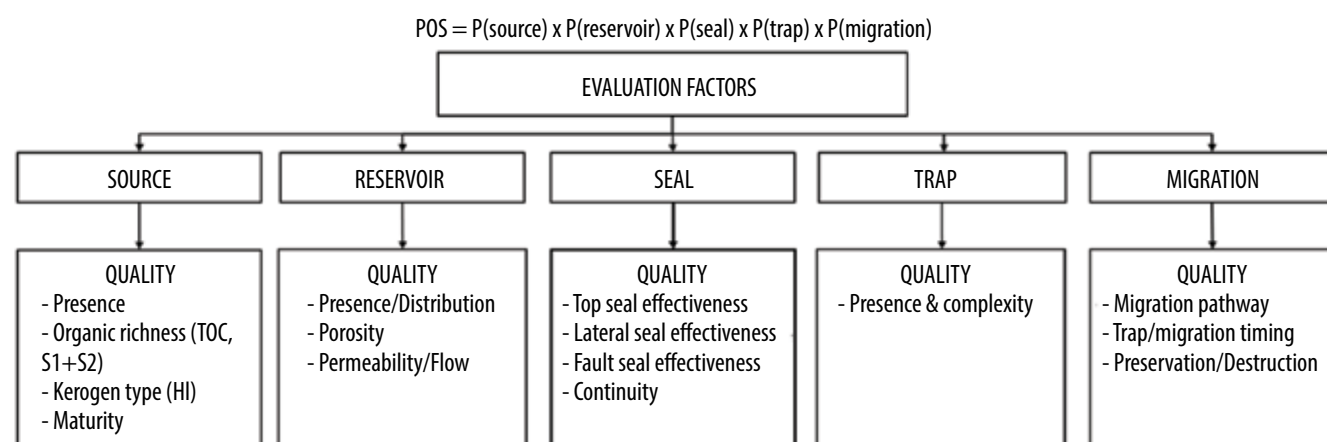 POS = P(source) x P(reservoir) x P(seal) x P(trap) x P(migration)
EVALUATION FACTORS
SOURCE
RESERVOIR
SEAL
TRAP
MIGRATION
QUALITY
- Presence
- Organic richness (TOC,
S1+S2)
- Kerogen type (HI)
- Maturity
QUALITY
- Presence/Distribution
- Porosity
- Permeability/Flow
QUALITY
- Top seal effectiveness
- Lateral seal effectiveness
- Fault seal effectiveness
- Continuity
QUALITY
- Presence & complexity
QUALITY
- Migration pathway
- Trap/migration timing
- Preservation/Destruction